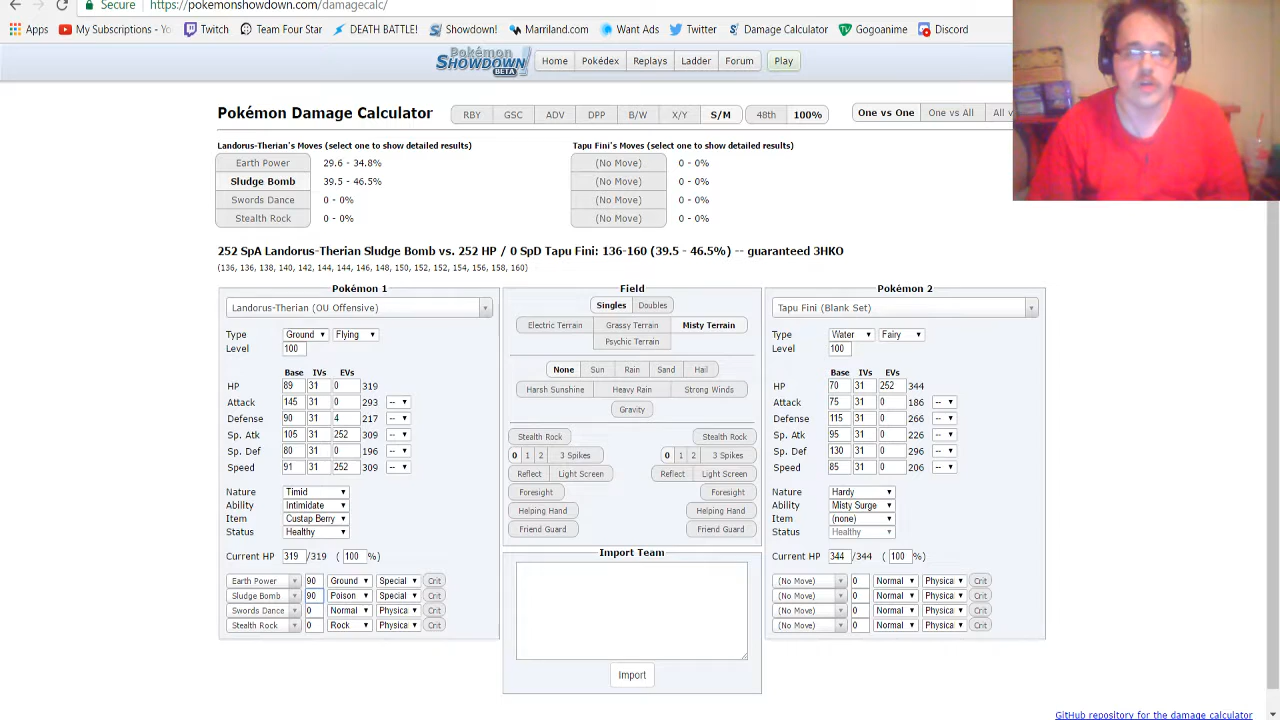 Secure https://pokemonshowdown.com/damagecalc/
Apps My Subscriptions - Yo Twitch Team Four Star DEATH BATTLE! Showdown! Marriland.com Want Ads Twitter Damage Calculator Gogoanime Discord
Pokémon SHOWDOWN! BETA Home Pokédex Replays Ladder Forum Play
Pokémon Damage Calculator RBY GSC ADV DPP B/W X/Y S/M 48th 100% One vs One One vs All All v
Landorus-Therian's Moves (select one to show detailed results) Tapu Fini's Moves (select one to show detailed results)
Earth Power 29.6 - 34.8% (No Move) 0 - 0%
Sludge Bomb 39.5 - 46.5% (No Move) 0 - 0%
Swords Dance 0 - 0% (No Move) 0 - 0%
Stealth Rock 0 - 0% (No Move) 0 - 0%
252 SpA Landorus-Therian Sludge Bomb vs. 252 HP / 0 SpD Tapu Fini: 136-160 (39.5 - 46.5%) -- guaranteed 3HKO
(136, 136, 138, 140, 142, 144, 144, 146, 148, 150, 152, 152, 154, 156, 158, 160)
Pokémon 1
Landorus-Therian (OU Offensive)
Type Ground Flying
Level 100
Base IVs EVs
HP 89 31 0 319
Attack 145 31 0 293 --
Defense 90 31 4 217 --
Sp. Atk 105 31 252 309 --
Sp. Def 80 31 0 196 --
Speed 91 31 252 309 --
Nature Timid
Ability Intimidate
Item Custap Berry
Status Healthy
Current HP 319 /319 ( 100 %)
Earth Power 90 Ground Special Crit
Sludge Bomb 90 Poison Special Crit
Swords Dance 0 Normal Physica Crit
Stealth Rock 0 Rock Physica Crit
Field
Singles Doubles
Electric Terrain Grassy Terrain Misty Terrain
Psychic Terrain
None Sun Rain Sand Hail
Harsh Sunshine Heavy Rain Strong Winds
Gravity
Stealth Rock Stealth Rock
0 1 2 3 Spikes 0 1 2 3 Spikes
Reflect Light Screen Reflect Light Screen
Foresight Foresight
Helping Hand Helping Hand
Friend Guard Friend Guard
Import Team
Import
Pokémon 2
Tapu Fini (Blank Set)
Type Water Fairy
Level 100
Base IVs EVs
HP 70 31 252 344
Attack 75 31 0 186 --
Defense 115 31 0 266 --
Sp. Atk 95 31 0 226 --
Sp. Def 130 31 0 296 --
Speed 85 31 0 206 --
Nature Hardy
Ability Misty Surge
Item (none)
Status Healthy
Current HP 344 /344 ( 100 %)
(No Move) 0 Normal Physica Crit
(No Move) 0 Normal Physica Crit
(No Move) 0 Normal Physica Crit
(No Move) 0 Normal Physica Crit
GitHub repository for the damage calculator